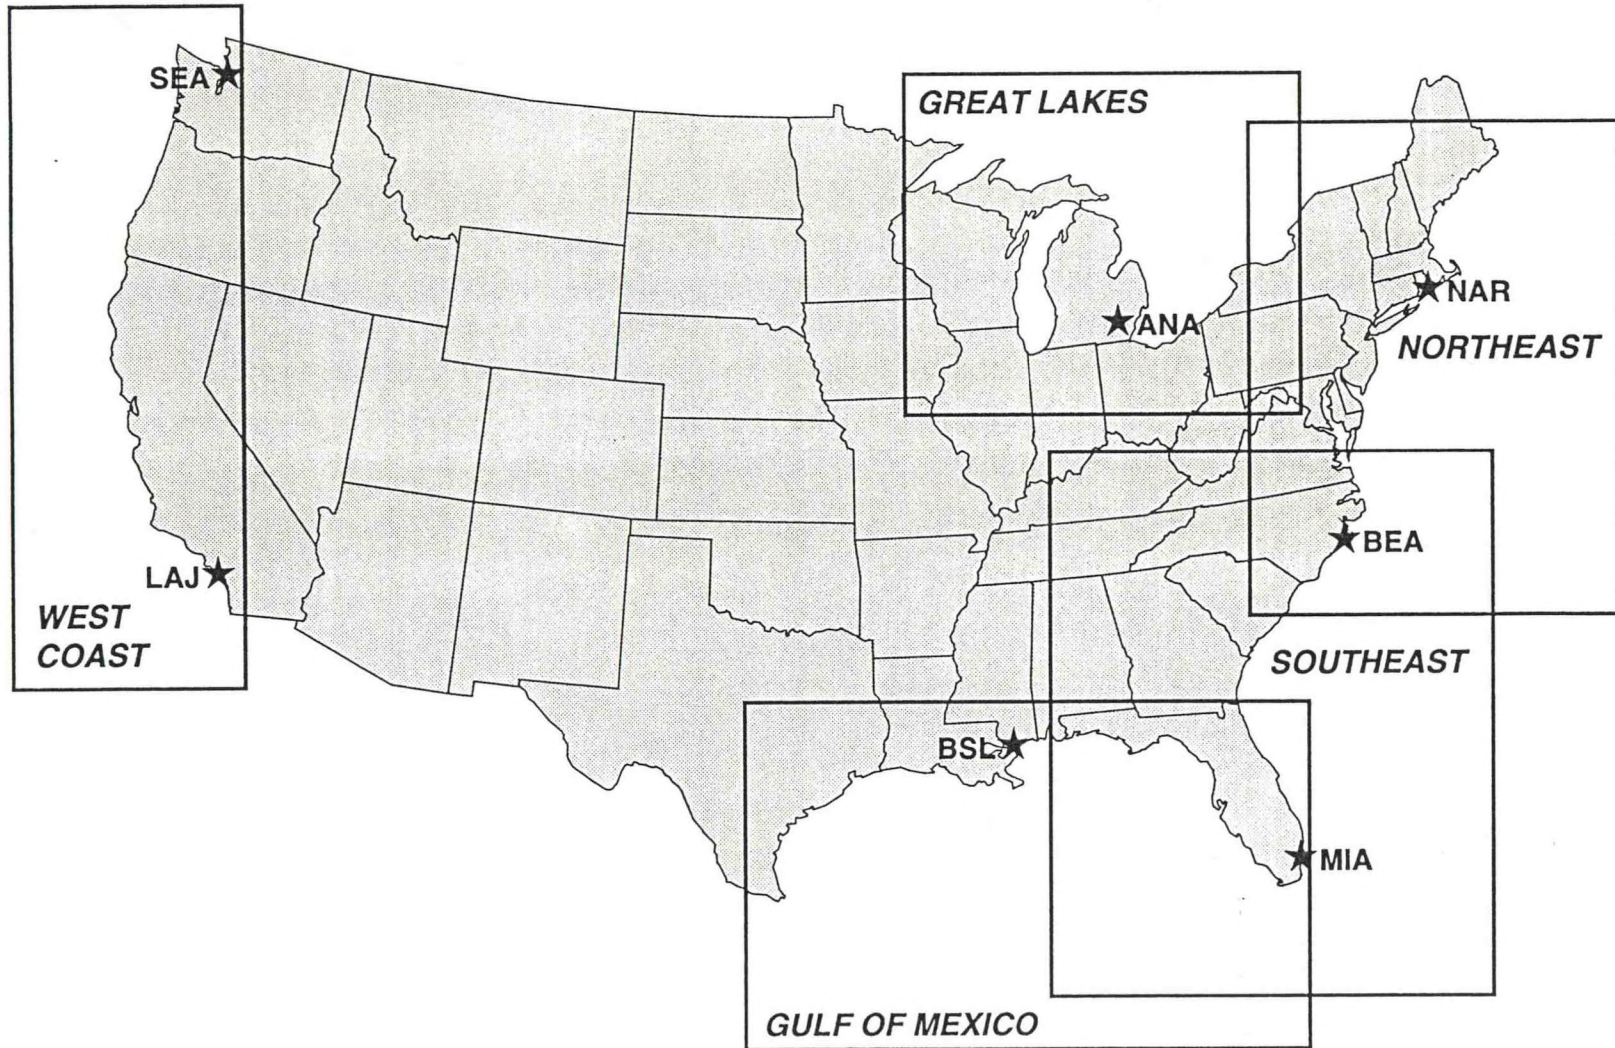 SEA
GREAT LAKES
NAR
ANA
NORTHEAST
BEA
LAJ
WEST
COAST
SOUTHEAST
BSL
MIA
GULF OF MEXICO